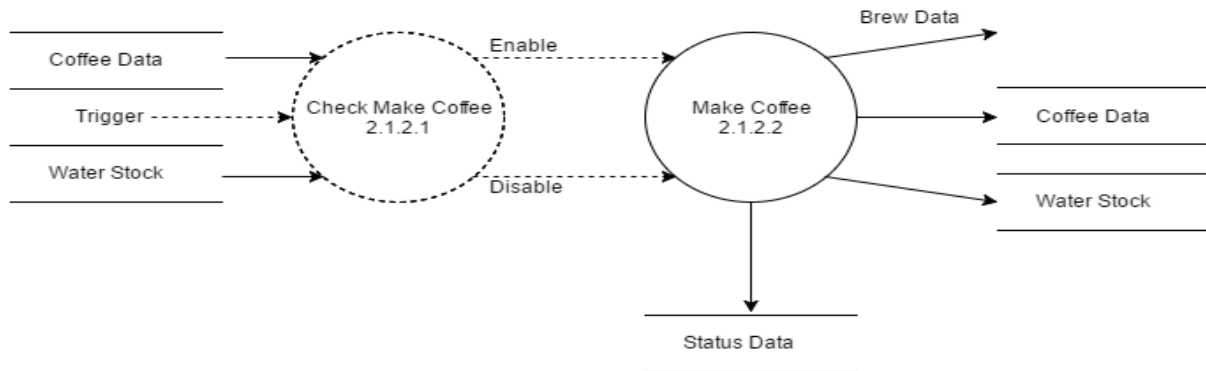 Brew Data
Enable
Coffee Data
Check Make Coffee
2.1.2.1
Make Coffee
2.1.2.2
Trigger
Coffee Data
Water Stock
Disable
Water Stock
Status Data